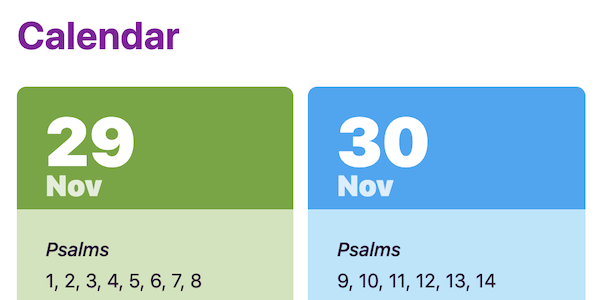 Calendar
29
Nov
Psalms
1, 2, 3, 4, 5, 6, 7, 8
30
Nov
Psalms
9, 10, 11, 12, 13, 14